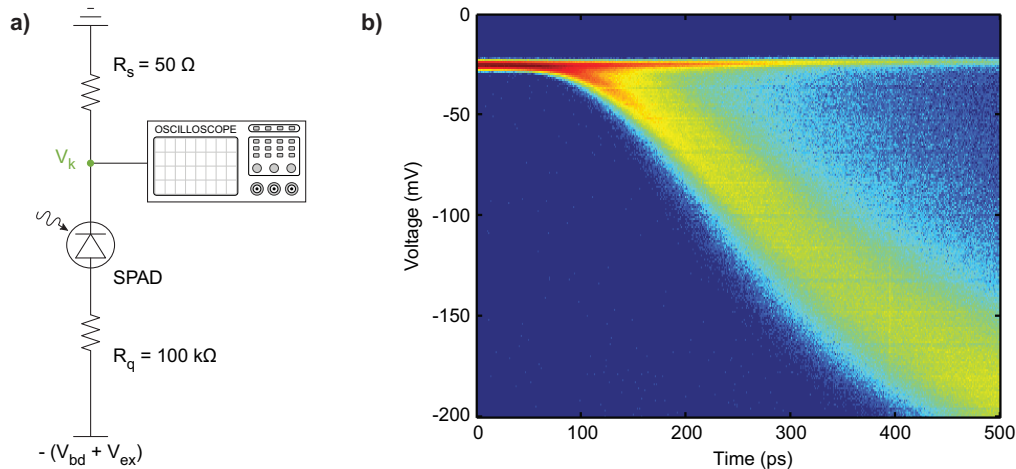 a)
R_s = 50 Ω
OSCILLOSCOPE
V_k
SPAD
R_q = 100 kΩ
- (V_bd + V_ex)
b)
Voltage (mV)
0
-50
-100
-150
-200
0 100 200 300 400 500
Time (ps)